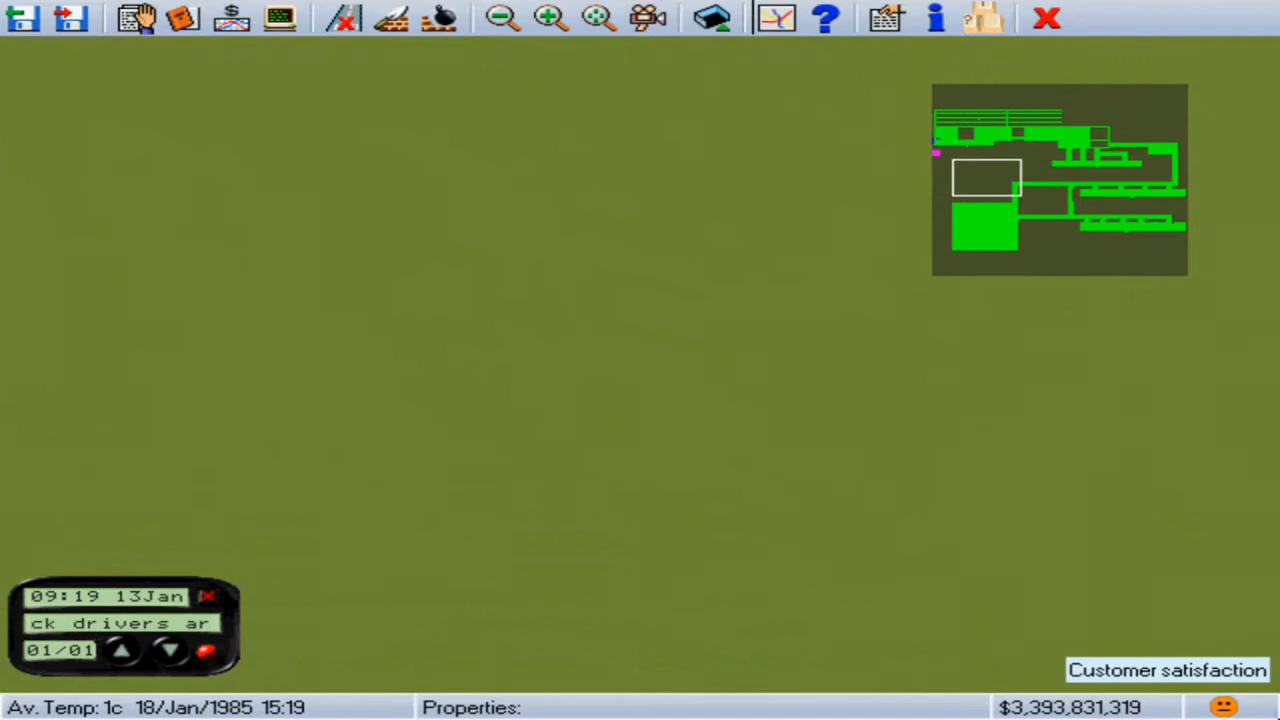 09:19 13Jan
ck drivers ar
01/01
Customer satisfaction
Av. Temp: 1c 18/Jan/1985 15:19 Properties: $3,393,831,319